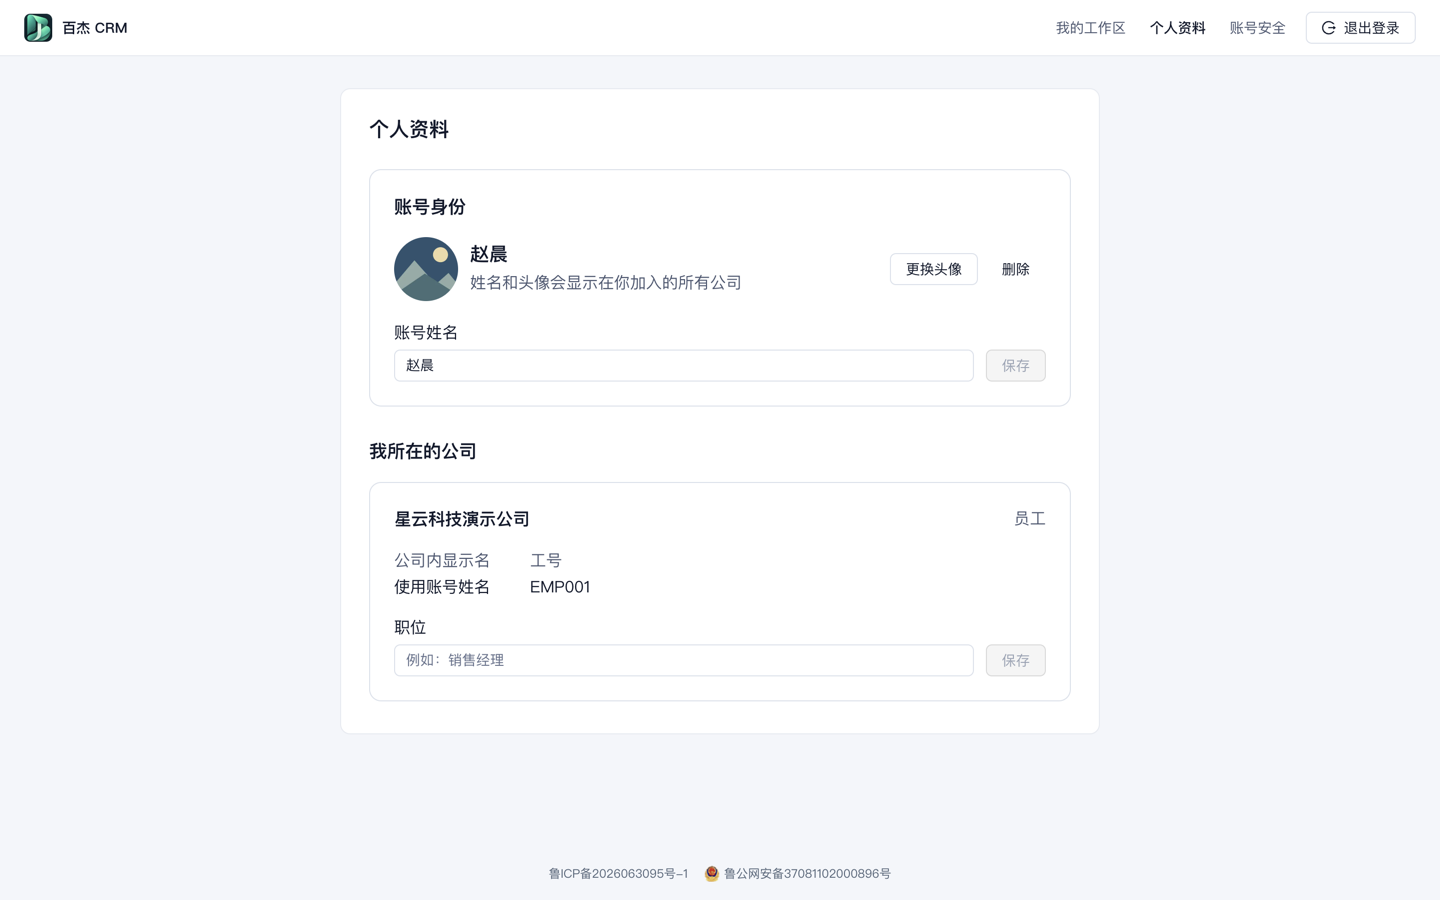 百杰 CRM
我的工作区
个人资料
账号安全
退出登录
个人资料
账号身份
赵晨
姓名和头像会显示在你加入的所有公司
更换头像
删除
账号姓名
赵晨
保存
我所在的公司
星云科技演示公司
员工
公司内显示名
工号
使用账号姓名
EMP001
职位
例如：销售经理
保存
鲁ICP备2026063095号-1
鲁公网安备37081102000896号